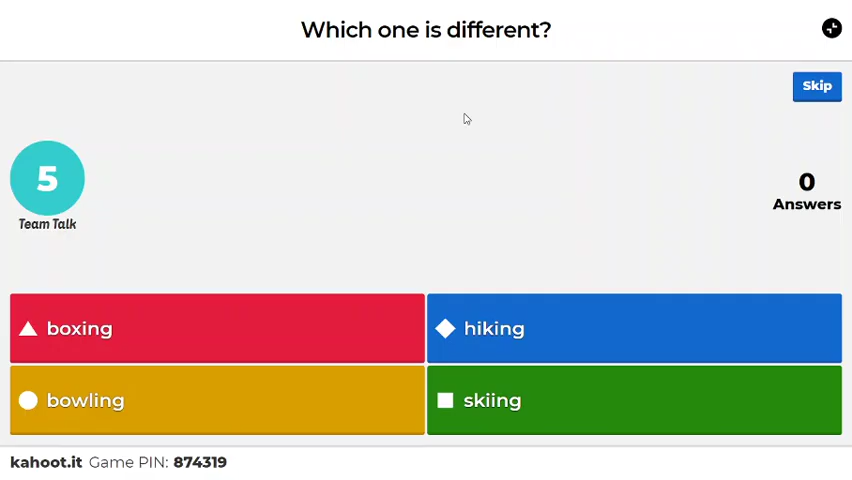 Which one is different?
Skip
5
Team Talk
0
Answers
boxing
hiking
bowling
skiing
kahoot.it Game PIN: 874319